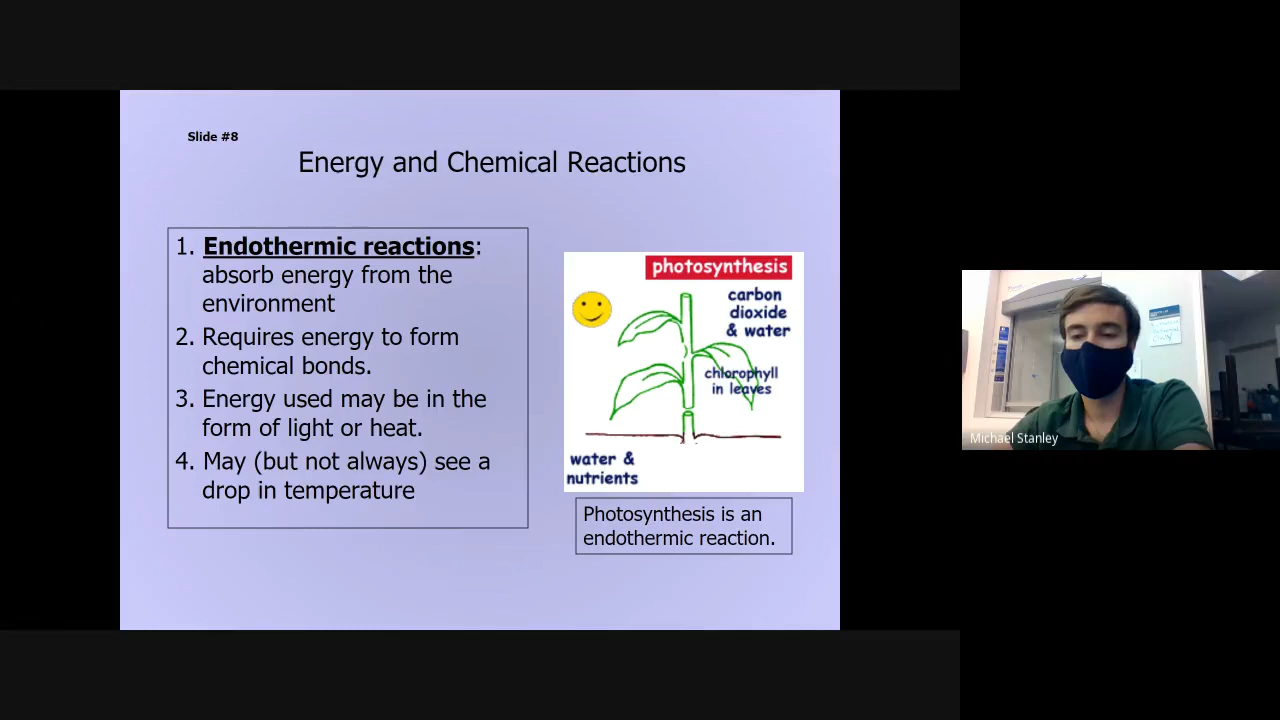 Slide #8
Energy and Chemical Reactions
1. Endothermic reactions:
absorb energy from the
environment
2. Requires energy to form
chemical bonds.
3. Energy used may be in the
form of light or heat.
4. May (but not always) see a
drop in temperature
photosynthesis
carbon
dioxide
& water
chlorophyll
in leaves
water &
nutrients
Photosynthesis is an
endothermic reaction.
Michael Stanley